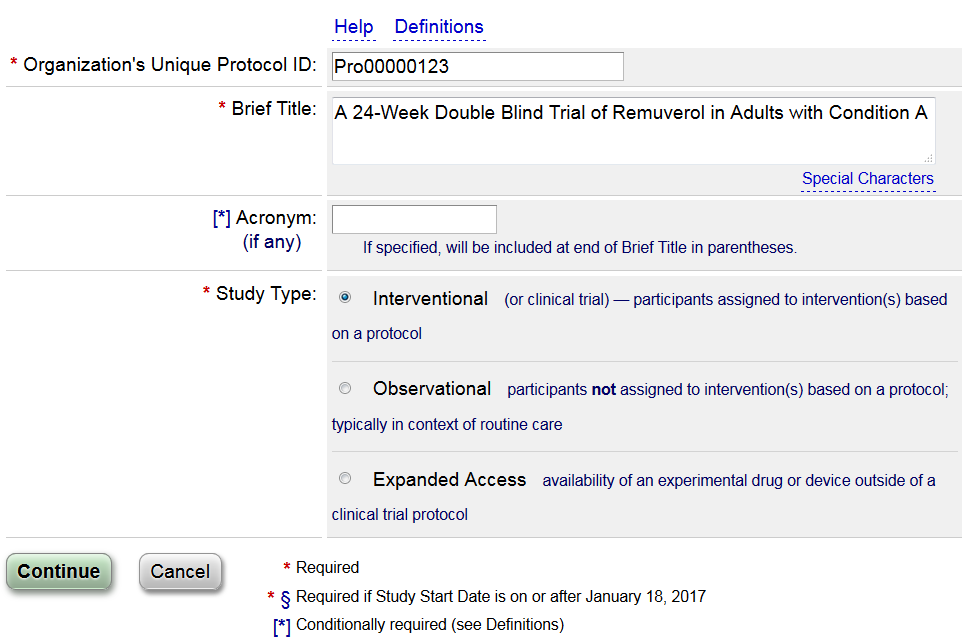 Help Definitions
* Organization's Unique Protocol ID: Pro00000123
* Brief Title: A 24-Week Double Blind Trial of Remuverol in Adults with Condition A
Special Characters
[*] Acronym:
(if any) If specified, will be included at end of Brief Title in parentheses.
* Study Type: Interventional (or clinical trial) — participants assigned to intervention(s) based
on a protocol
Observational participants not assigned to intervention(s) based on a protocol;
typically in context of routine care
Expanded Access availability of an experimental drug or device outside of a
clinical trial protocol
Continue Cancel * Required
* § Required if Study Start Date is on or after January 18, 2017
[*] Conditionally required (see Definitions)